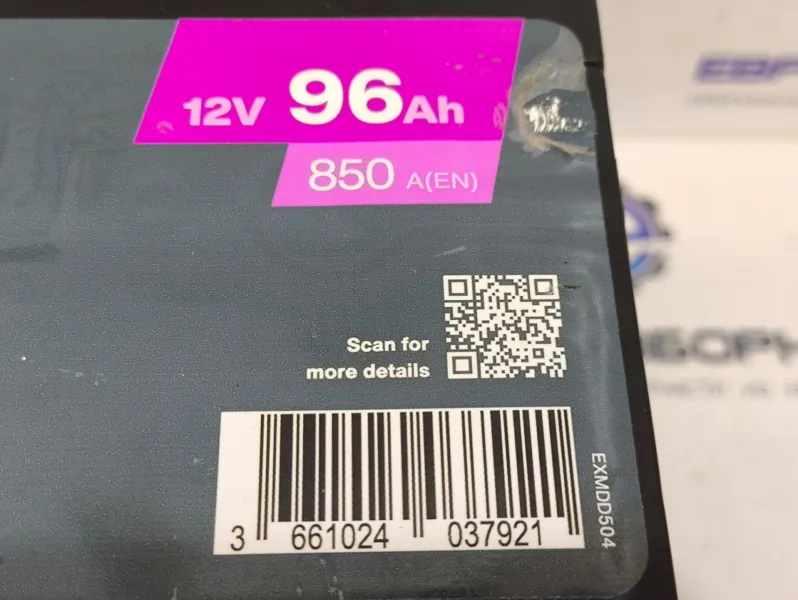 12V 96Ah
850 A(EN)
Scan for
more details
3 661024 037921
EXMDD504